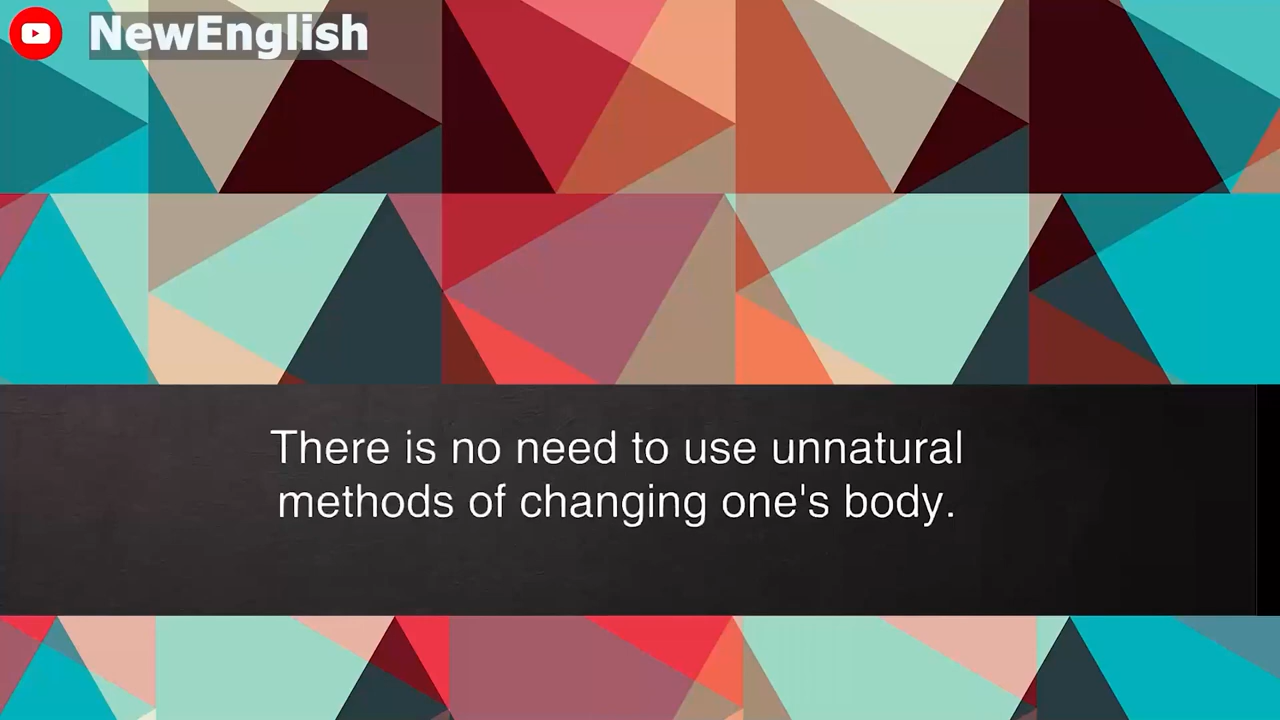 NewEnglish
There is no need to use unnatural
methods of changing one's body.